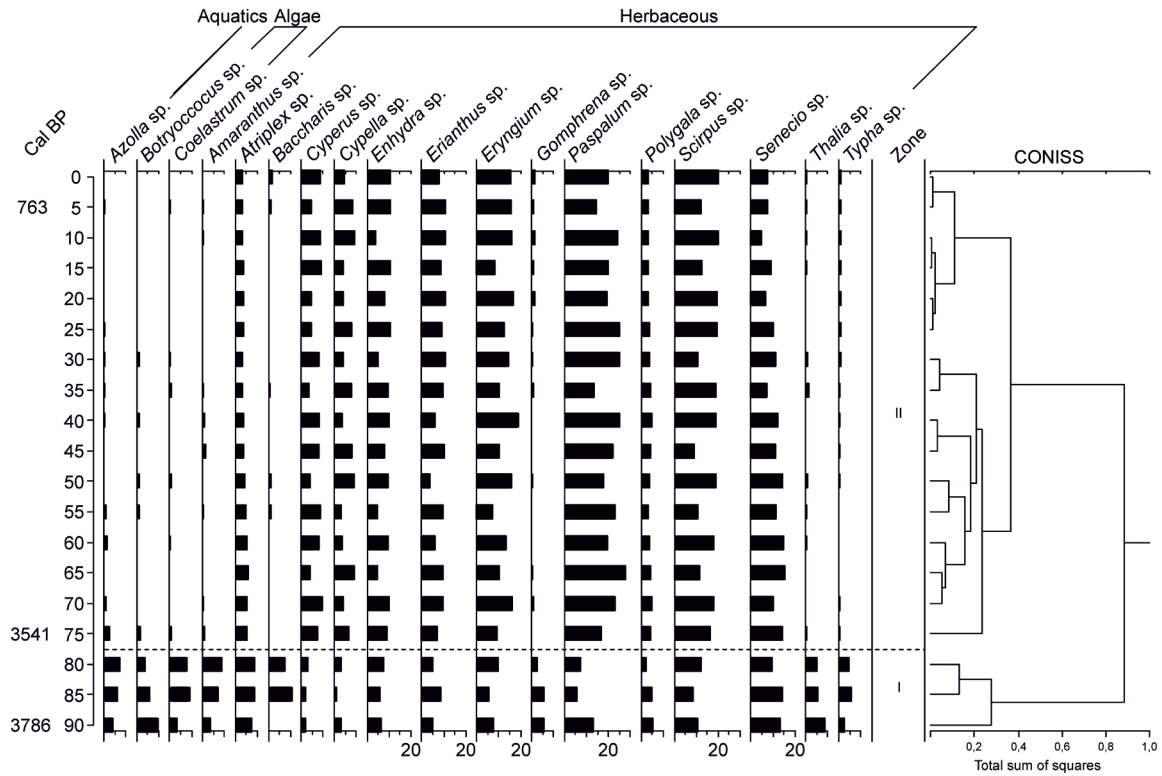 Aquatics Algae Herbaceous
Cal BP
Azolla sp.
Botryoccocus sp.
Coelastrum sp.
Amaranthus sp.
Atriplex sp.
Baccharis sp.
Cyperus sp.
Cypella sp.
Enhydra sp.
Erianthus sp.
Eryngium sp.
Gomphrena sp.
Paspalum sp.
Polygala sp.
Scirpus sp.
Senecio sp.
Thalia sp.
Typha sp.
Zone
CONISS
0
763 5
10
15
20
25
30
35
40 II
45
50
55
60
65
70
3541 75
80
85 I
3786 90
20 20 20 20 20
0,2 0,4 0,6 0,8 1,0
Total sum of squares